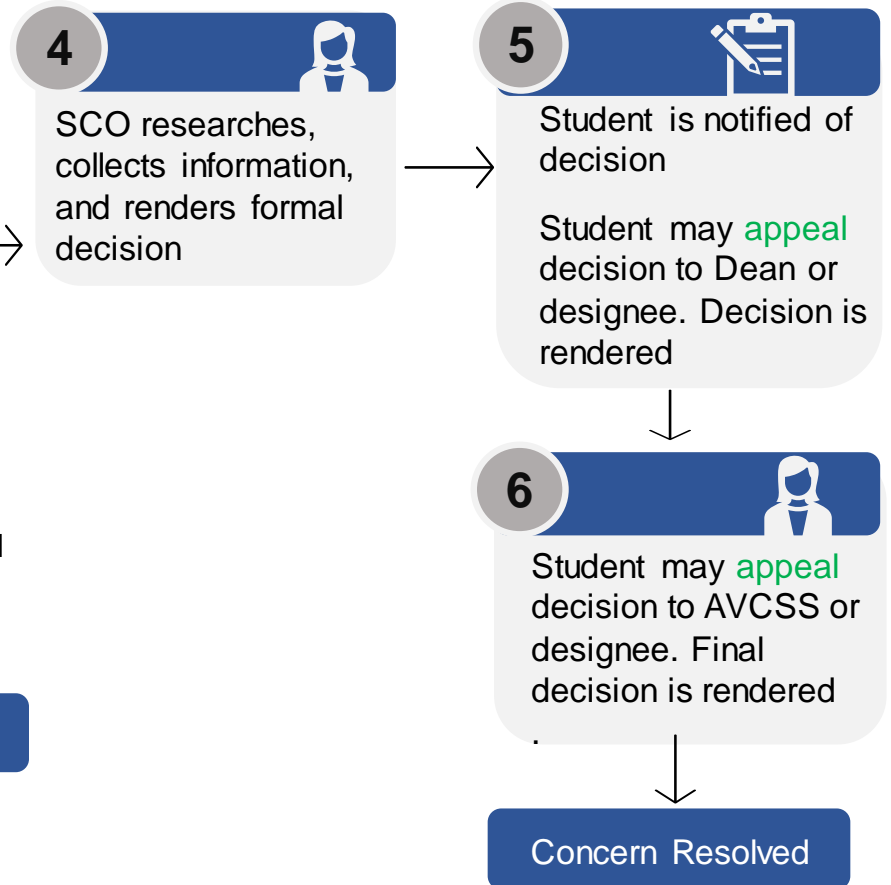 4
SCO researches,
collects information,
and renders formal
decision
5
Student is notified of
decision
Student may appeal
decision to Dean or
designee. Decision is
rendered
6
Student may appeal
decision to AVCSS or
designee. Final
decision is rendered
.
Concern Resolved